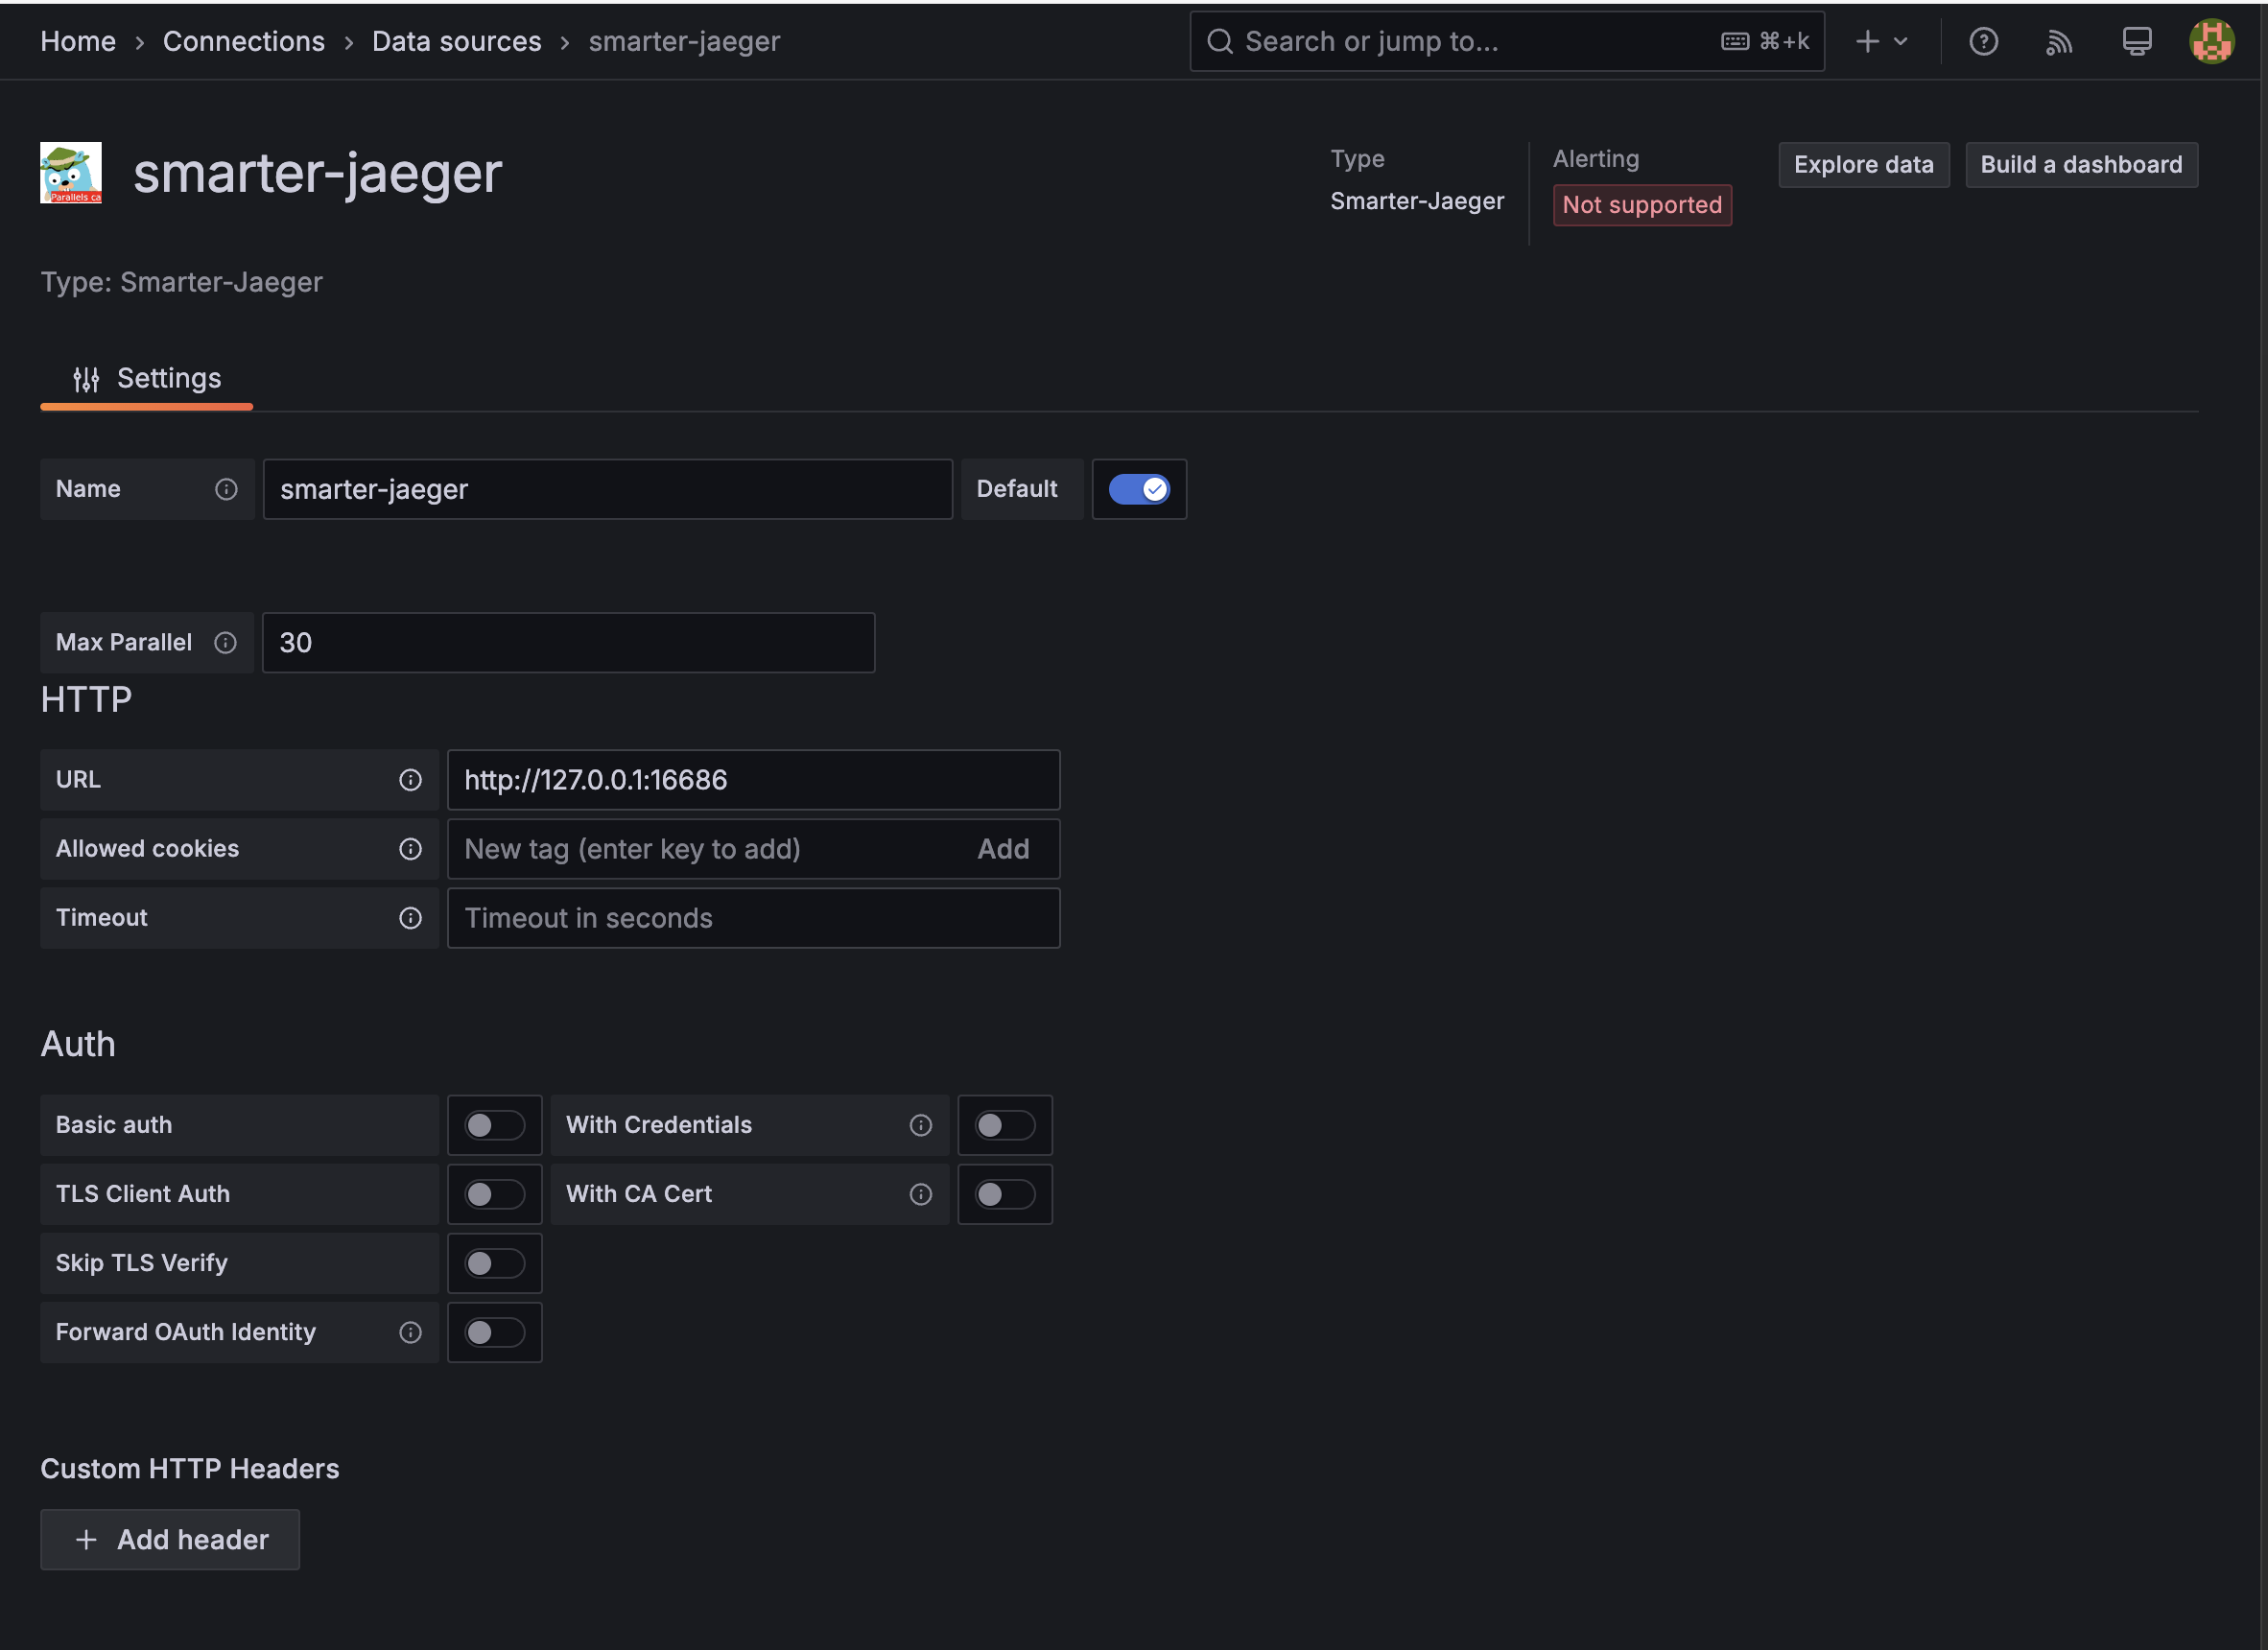 Home › Connections › Data sources › smarter-jaeger
Search or jump to... ⌘+k
Parallels ca
smarter-jaeger
Type
Smarter-Jaeger
Alerting
Not supported
Explore data
Build a dashboard
Type: Smarter-Jaeger
Settings
Name smarter-jaeger Default
Max Parallel 30
HTTP
URL http://127.0.0.1:16686
Allowed cookies New tag (enter key to add) Add
Timeout Timeout in seconds
Auth
Basic auth With Credentials
TLS Client Auth With CA Cert
Skip TLS Verify
Forward OAuth Identity
Custom HTTP Headers
+ Add header